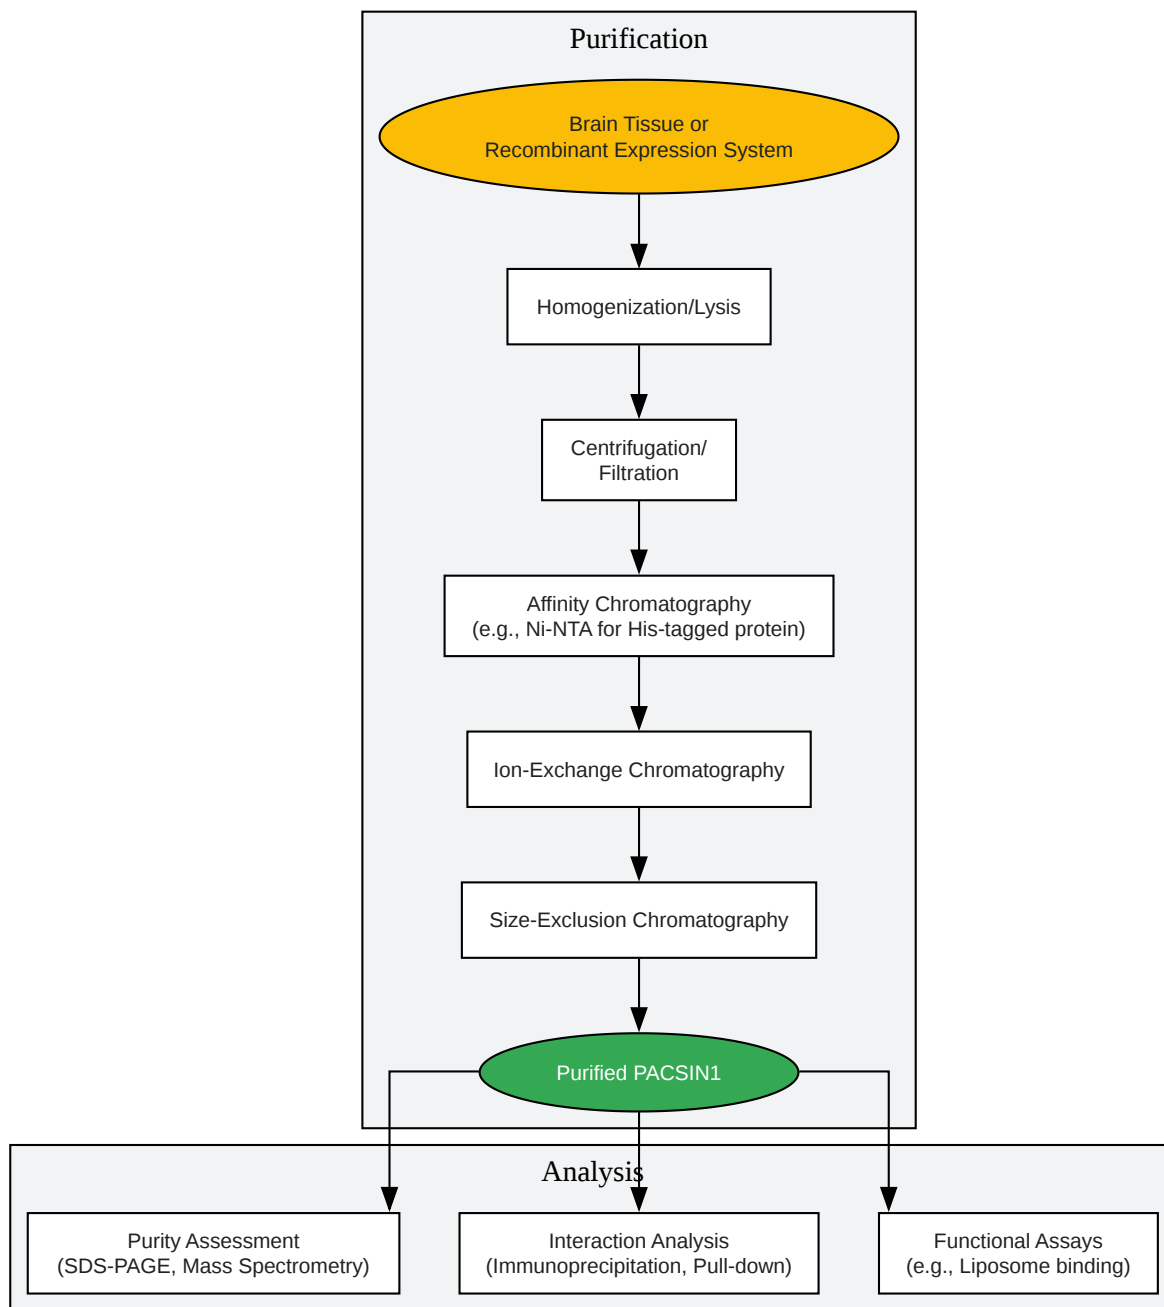 Purification
Brain Tissue or
Recombinant Expression System
Homogenization/Lysis
Centrifugation/
Filtration
Affinity Chromatography
(e.g., Ni-NTA for His-tagged protein)
Ion-Exchange Chromatography
Size-Exclusion Chromatography
Purified PACSIN1
Analysis
Purity Assessment
(SDS-PAGE, Mass Spectrometry)
Interaction Analysis
(Immunoprecipitation, Pull-down)
Functional Assays
(e.g., Liposome binding)